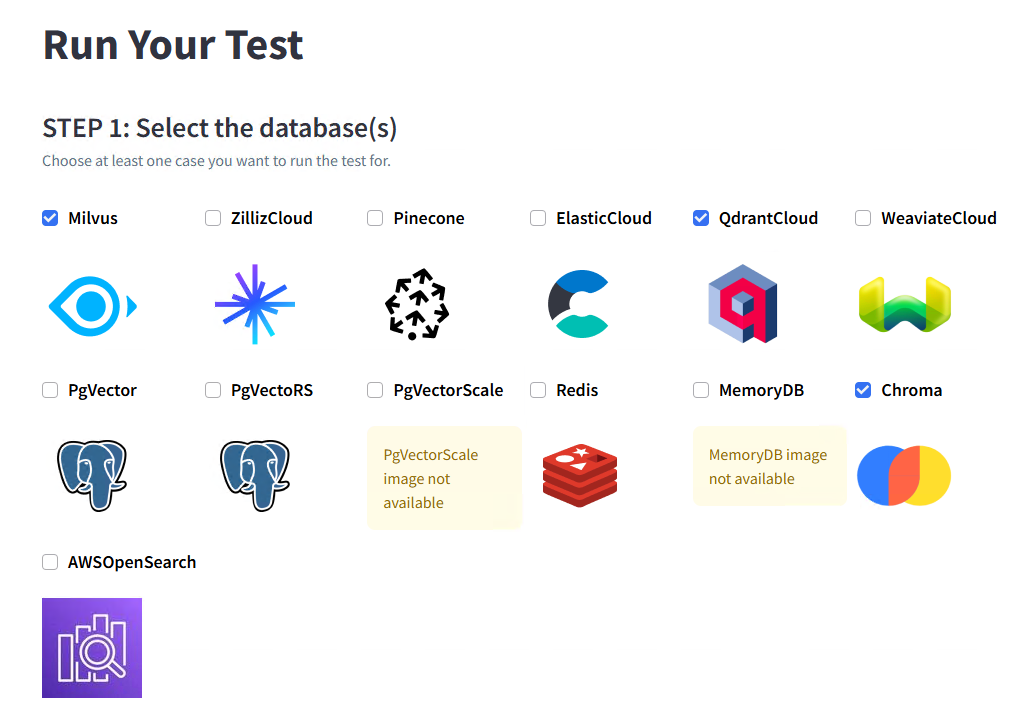 Run Your Test
STEP 1: Select the database(s)
Choose at least one case you want to run the test for.
Milvus
ZillizCloud
Pinecone
ElasticCloud
QdrantCloud
WeaviateCloud
PgVector
PgVectoRS
PgVectorScale
Redis
MemoryDB
Chroma
PgVectorScale
image not
available
MemoryDB image
not available
AWSOpenSearch